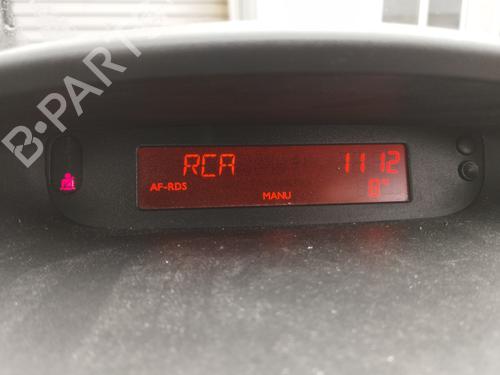 B-PARTS
RCA 11 12
AF-RDS
MANU 8°